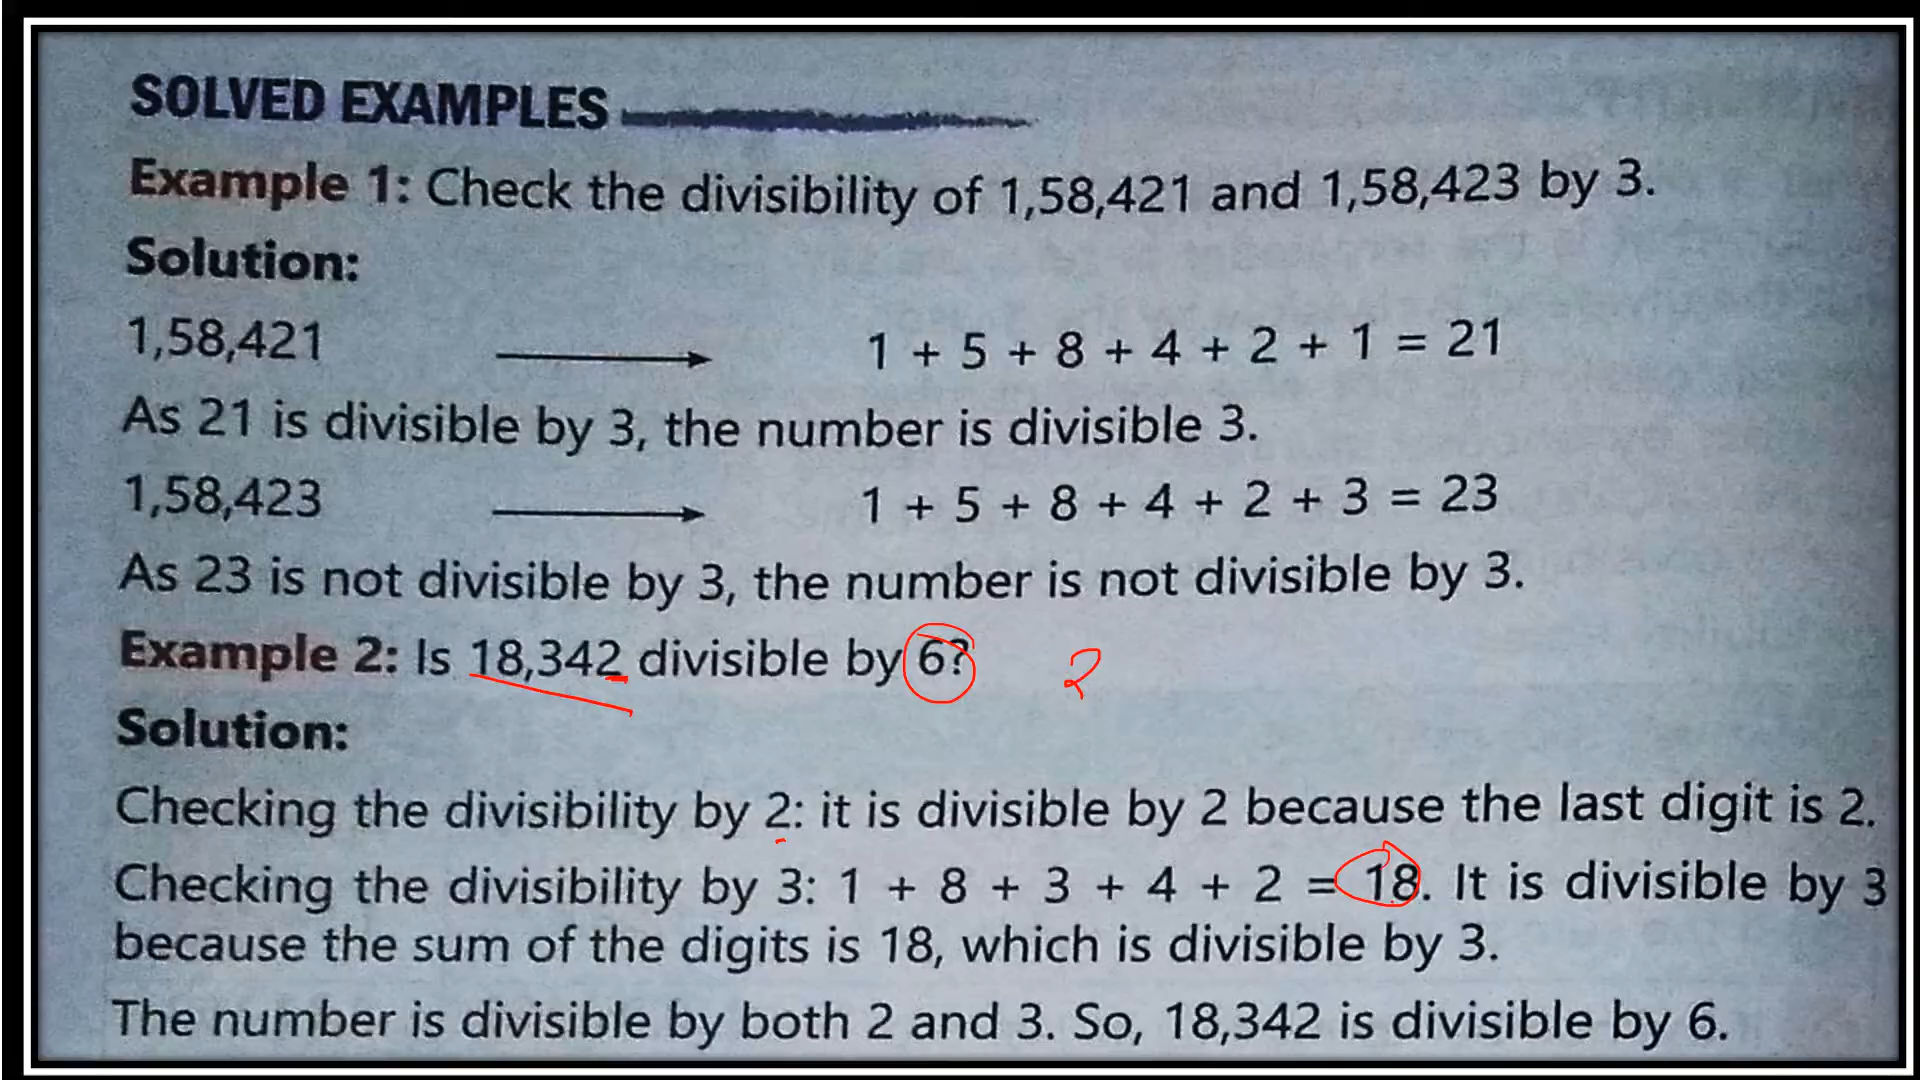 SOLVED EXAMPLES
Example 1: Check the divisibility of 1,58,421 and 1,58,423 by 3.
Solution:
1,58,421 → 1 + 5 + 8 + 4 + 2 + 1 = 21
As 21 is divisible by 3, the number is divisible 3.
1,58,423 → 1 + 5 + 8 + 4 + 2 + 3 = 23
As 23 is not divisible by 3, the number is not divisible by 3.
Example 2: Is 18,342 divisible by 6? 2
Solution:
Checking the divisibility by 2: it is divisible by 2 because the last digit is 2.
Checking the divisibility by 3: 1 + 8 + 3 + 4 + 2 = 18. It is divisible by 3
because the sum of the digits is 18, which is divisible by 3.
The number is divisible by both 2 and 3. So, 18,342 is divisible by 6.